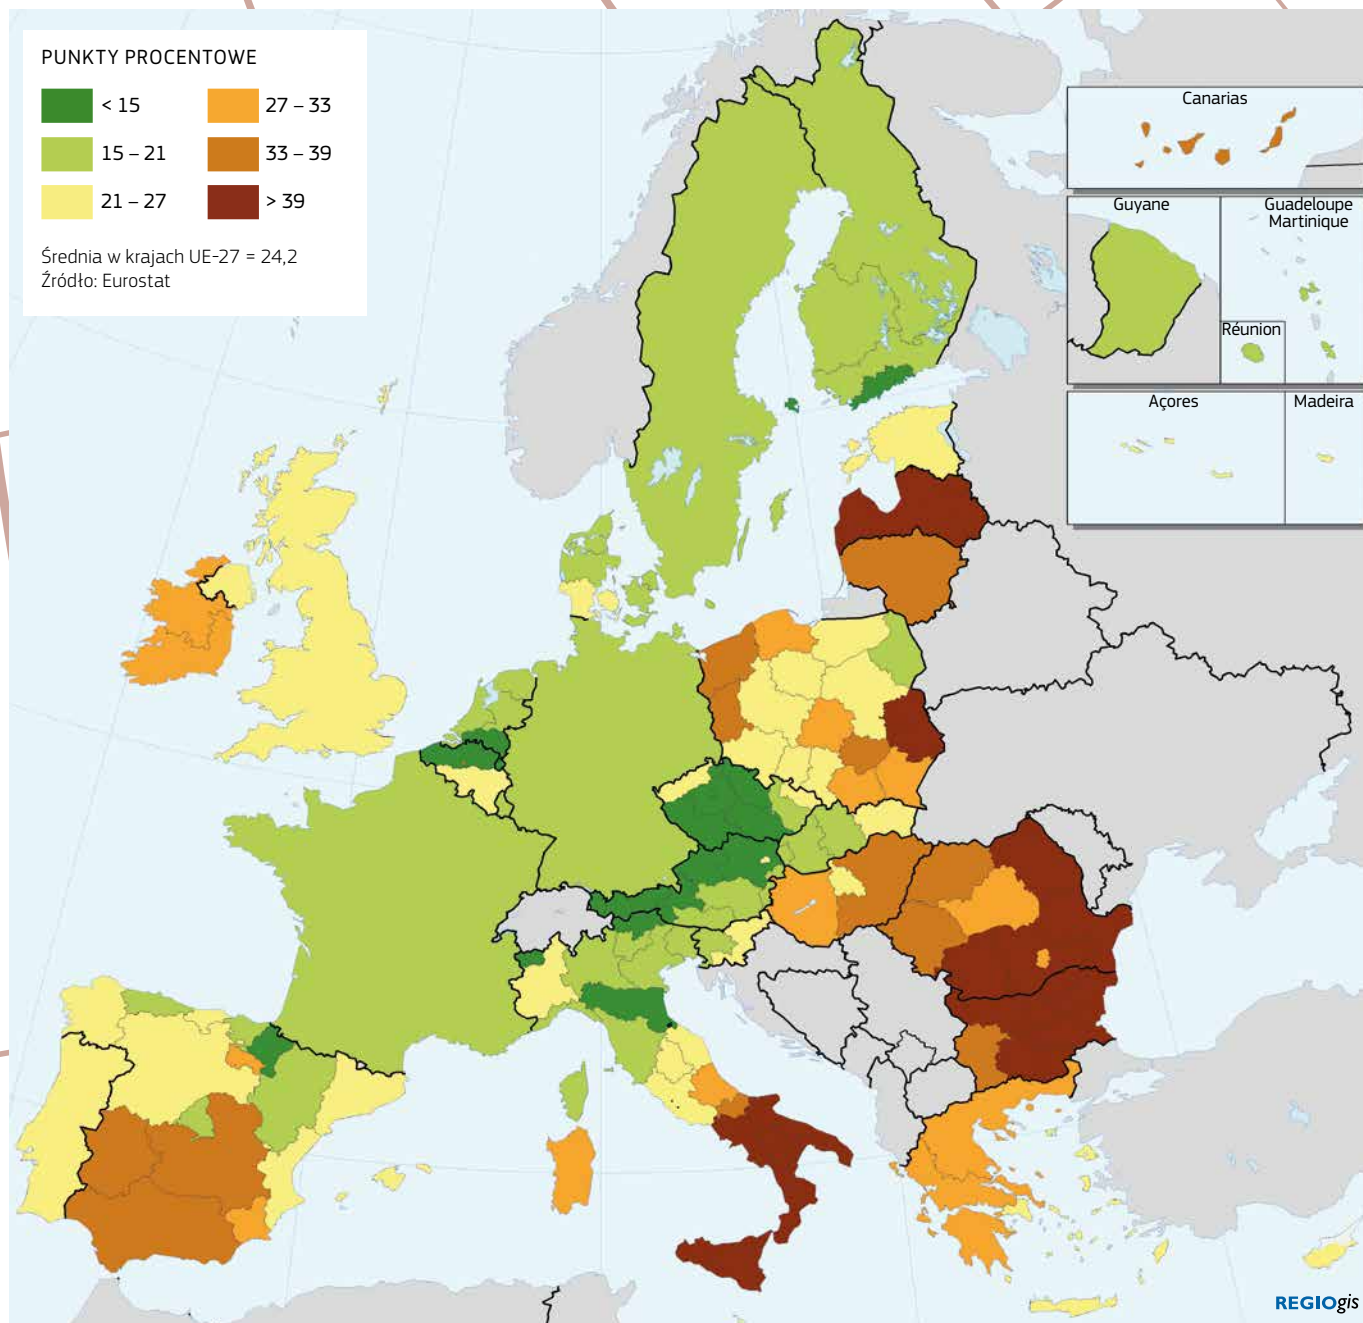 PUNKTY PROCENTOWE
< 15
27 – 33
15 – 21
33 – 39
21 – 27
> 39
Średnia w krajach UE-27 = 24,2
Źródło: Eurostat
Canarias
Guyane
Guadeloupe
Martinique
Réunion
Açores
Madeira
REGIOgis